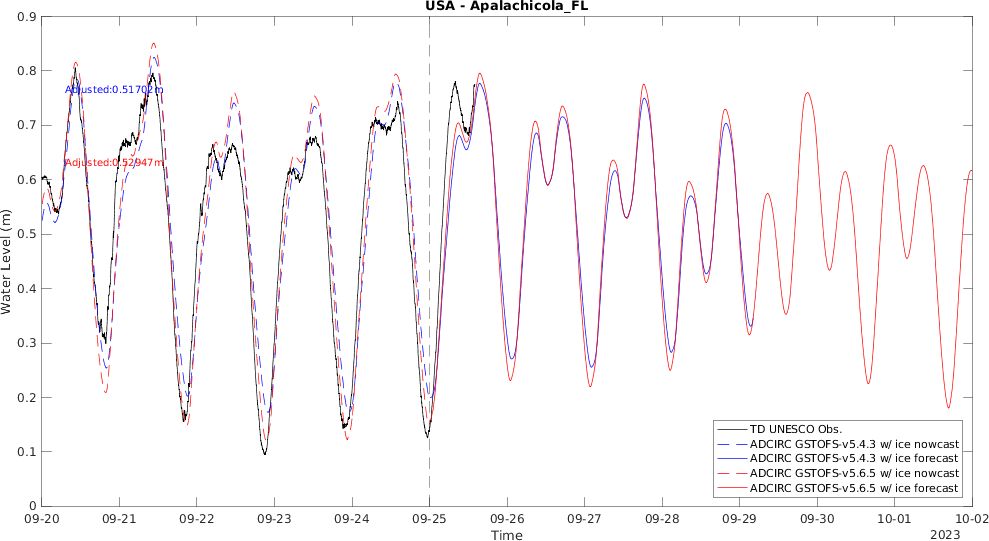 USA - Apalachicola_FL
0.9
0.8
0.7
0.6
0.5
0.4
0.3
0.2
0.1
0
Water Level (m)
Adjusted:0.51702m
Adjusted:0.52947m
TD UNESCO Obs.
ADCIRC GSTOFS-v5.4.3 w/ ice nowcast
ADCIRC GSTOFS-v5.4.3 w/ ice forecast
ADCIRC GSTOFS-v5.6.5 w/ ice nowcast
ADCIRC GSTOFS-v5.6.5 w/ ice forecast
09-20 09-21 09-22 09-23 09-24 09-25 09-26 09-27 09-28 09-29 09-30 10-01 10-02
Time
2023